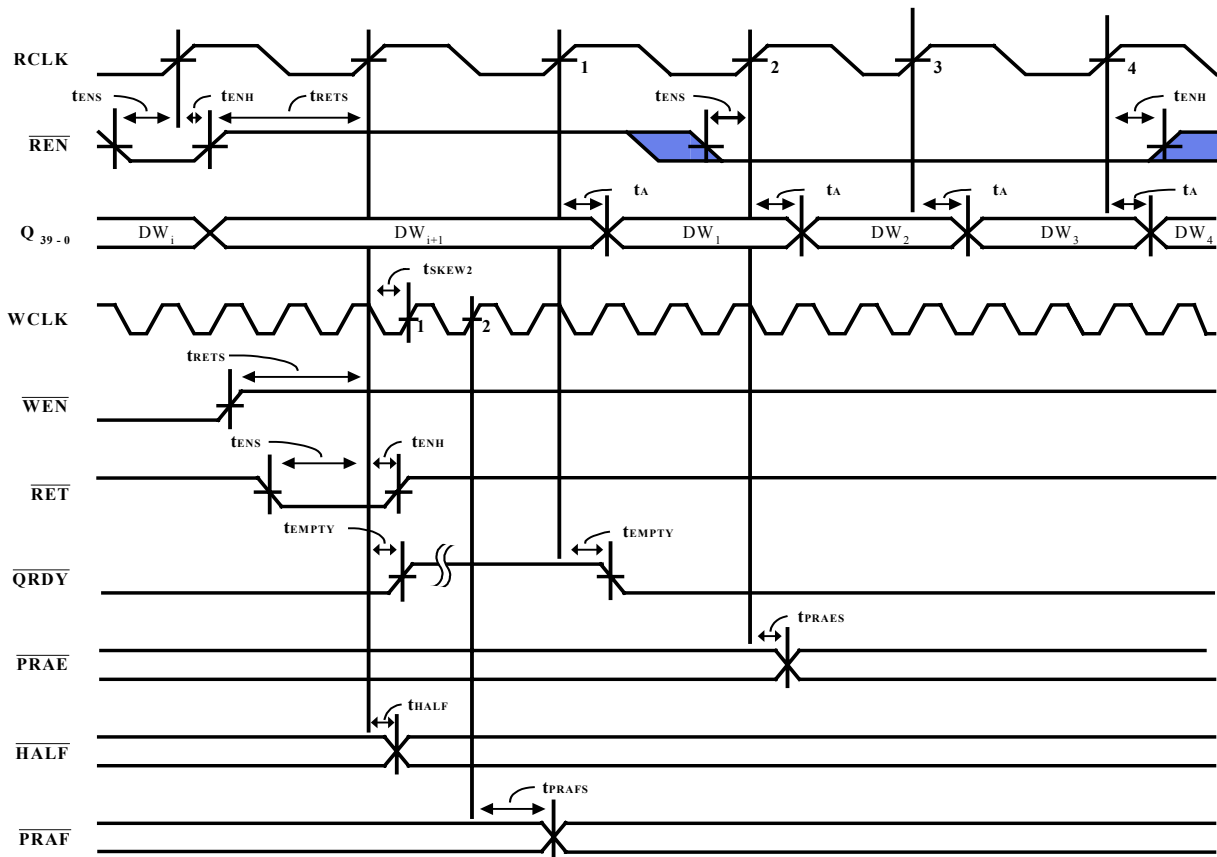 RCLK
1
2
3
4
tENS
tENH
tRETS
tENS
tENH
REN
tA
tA
tA
tA
Q 39 - 0
DWi
DWi+1
DW1
DW2
DW3
DW4
tSKEW2
WCLK
1
2
tRETS
WEN
tENS
tENH
RET
tEMPTY
tEMPTY
QRDY
tPRAES
PRAE
tHALF
HALF
tPRAFS
PRAF